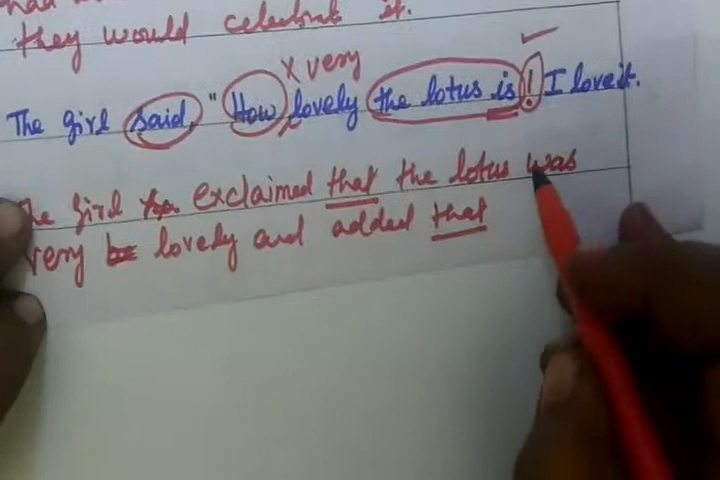 they would celebrate it.
x very
The girl said, " How lovely the lotus is ! I love it.
The girl exclaimed that the lotus was
very lovely and added that